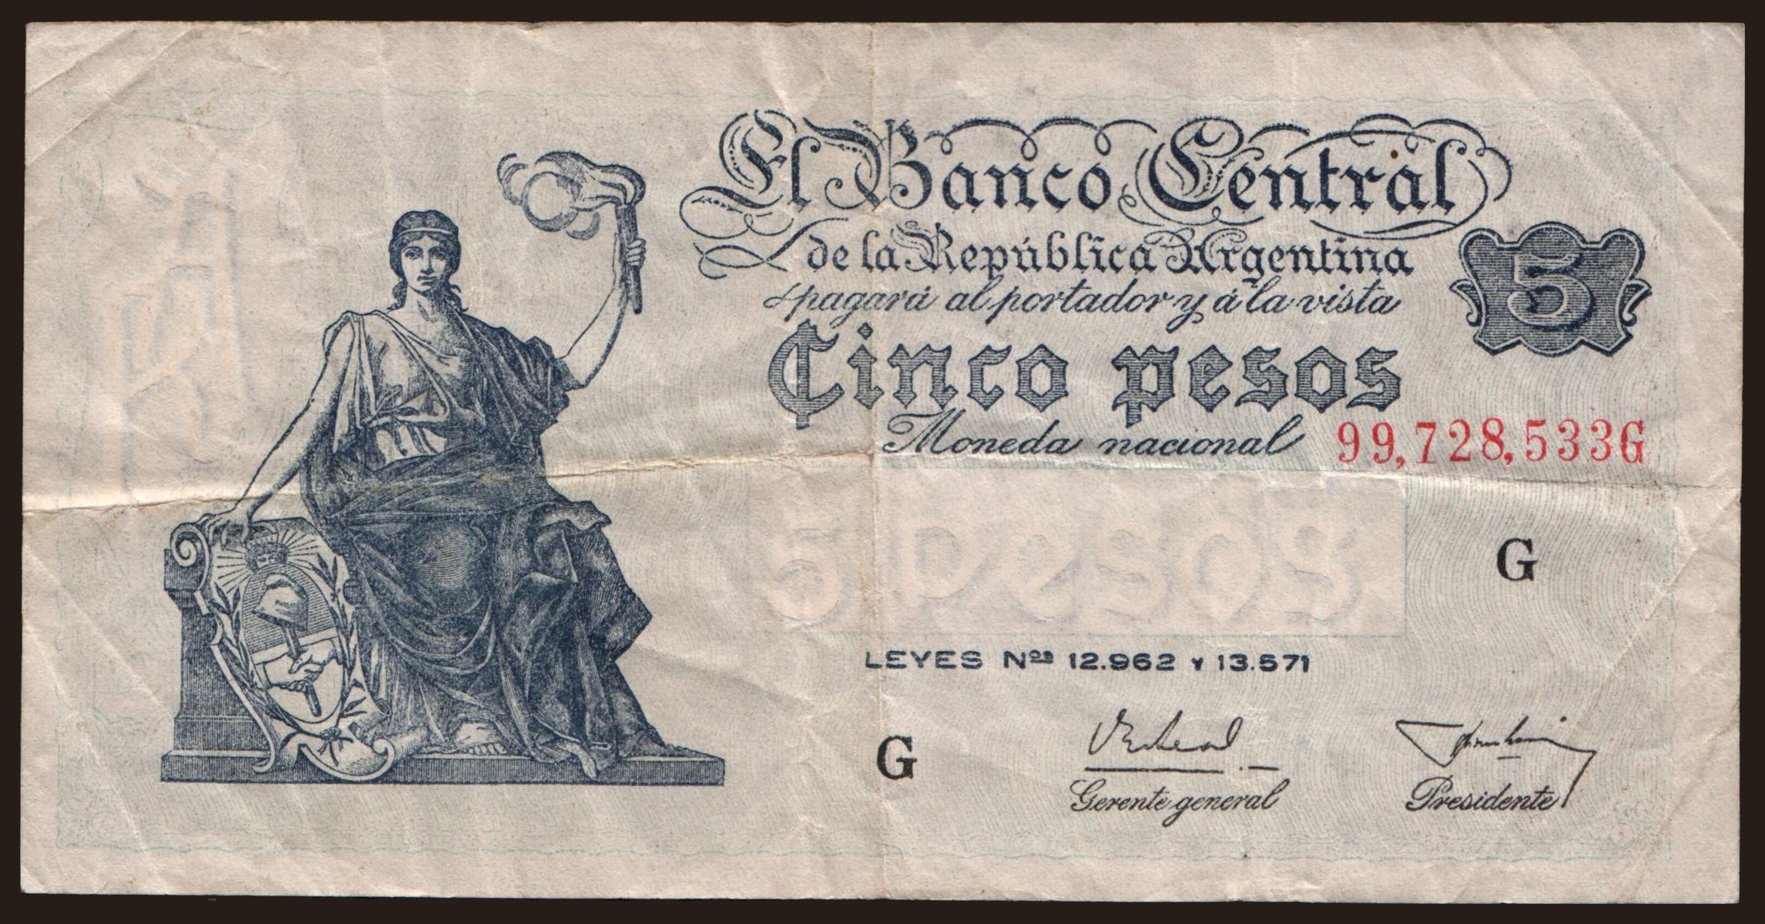 El Banco Central
de la República Argentina
pagará al portador y á la vista
5
Cinco pesos
Moneda nacional
99,728,533G
5 pesos
G
LEYES Nos 12.962 Y 13.571
G
Gerente general
Presidente